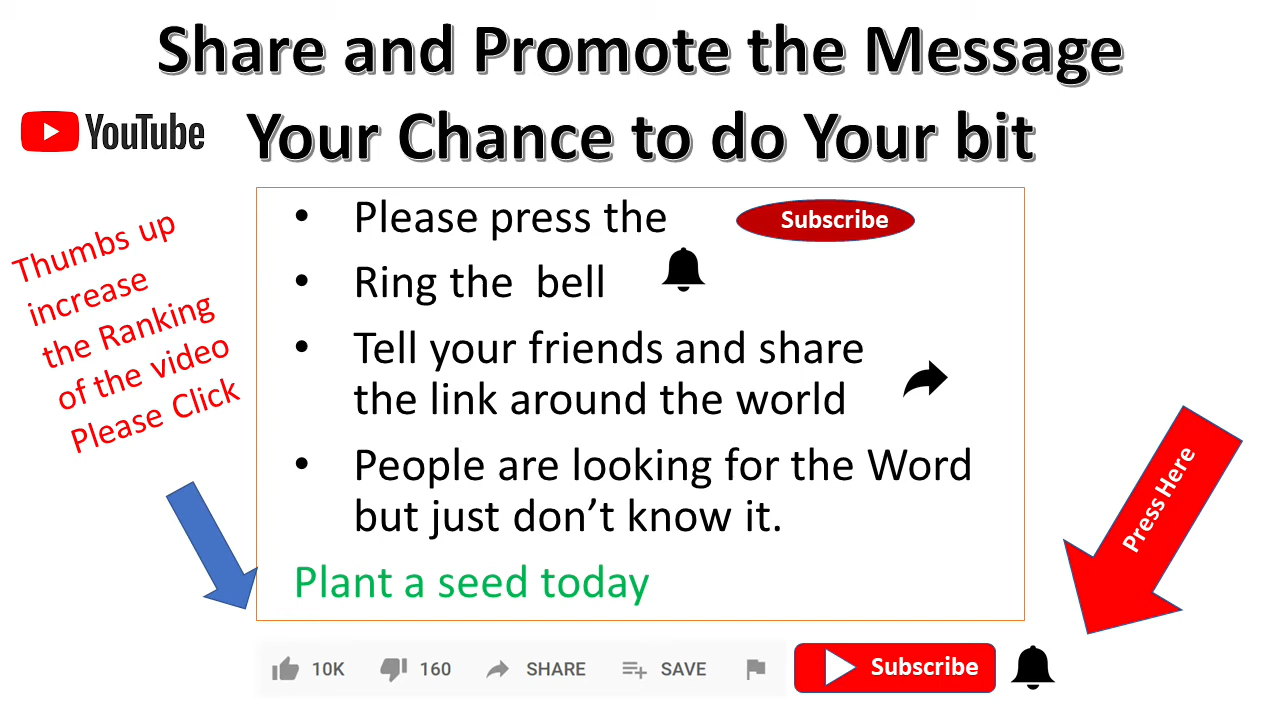 Share and Promote the Message
YouTube
Your Chance to do Your bit
Thumbs up
increase
the Ranking
of the video
Please Click
• Please press the Subscribe
• Ring the bell
• Tell your friends and share
the link around the world
• People are looking for the Word
but just don’t know it.
Plant a seed today
Press Here
10K 160 SHARE SAVE Subscribe